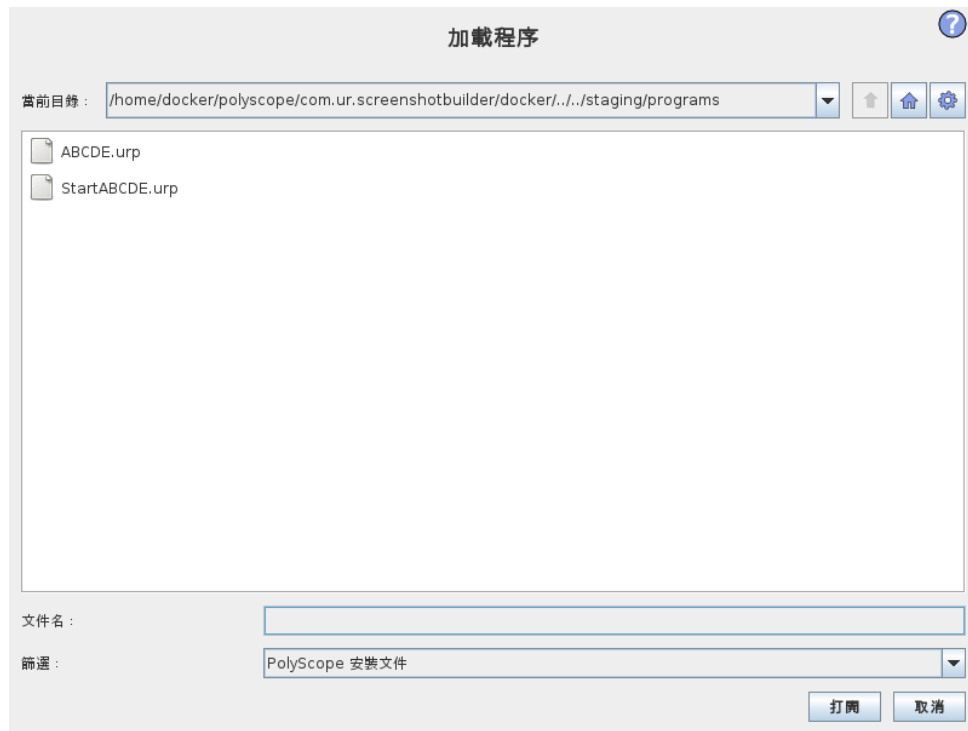 加載程序
當前目錄：
/home/docker/polyscope/com.ur.screenshotbuilder/docker/../../staging/programs
ABCDE.urp
StartABCDE.urp
文件名：
篩選：
PolyScope 安裝文件
打開
取消